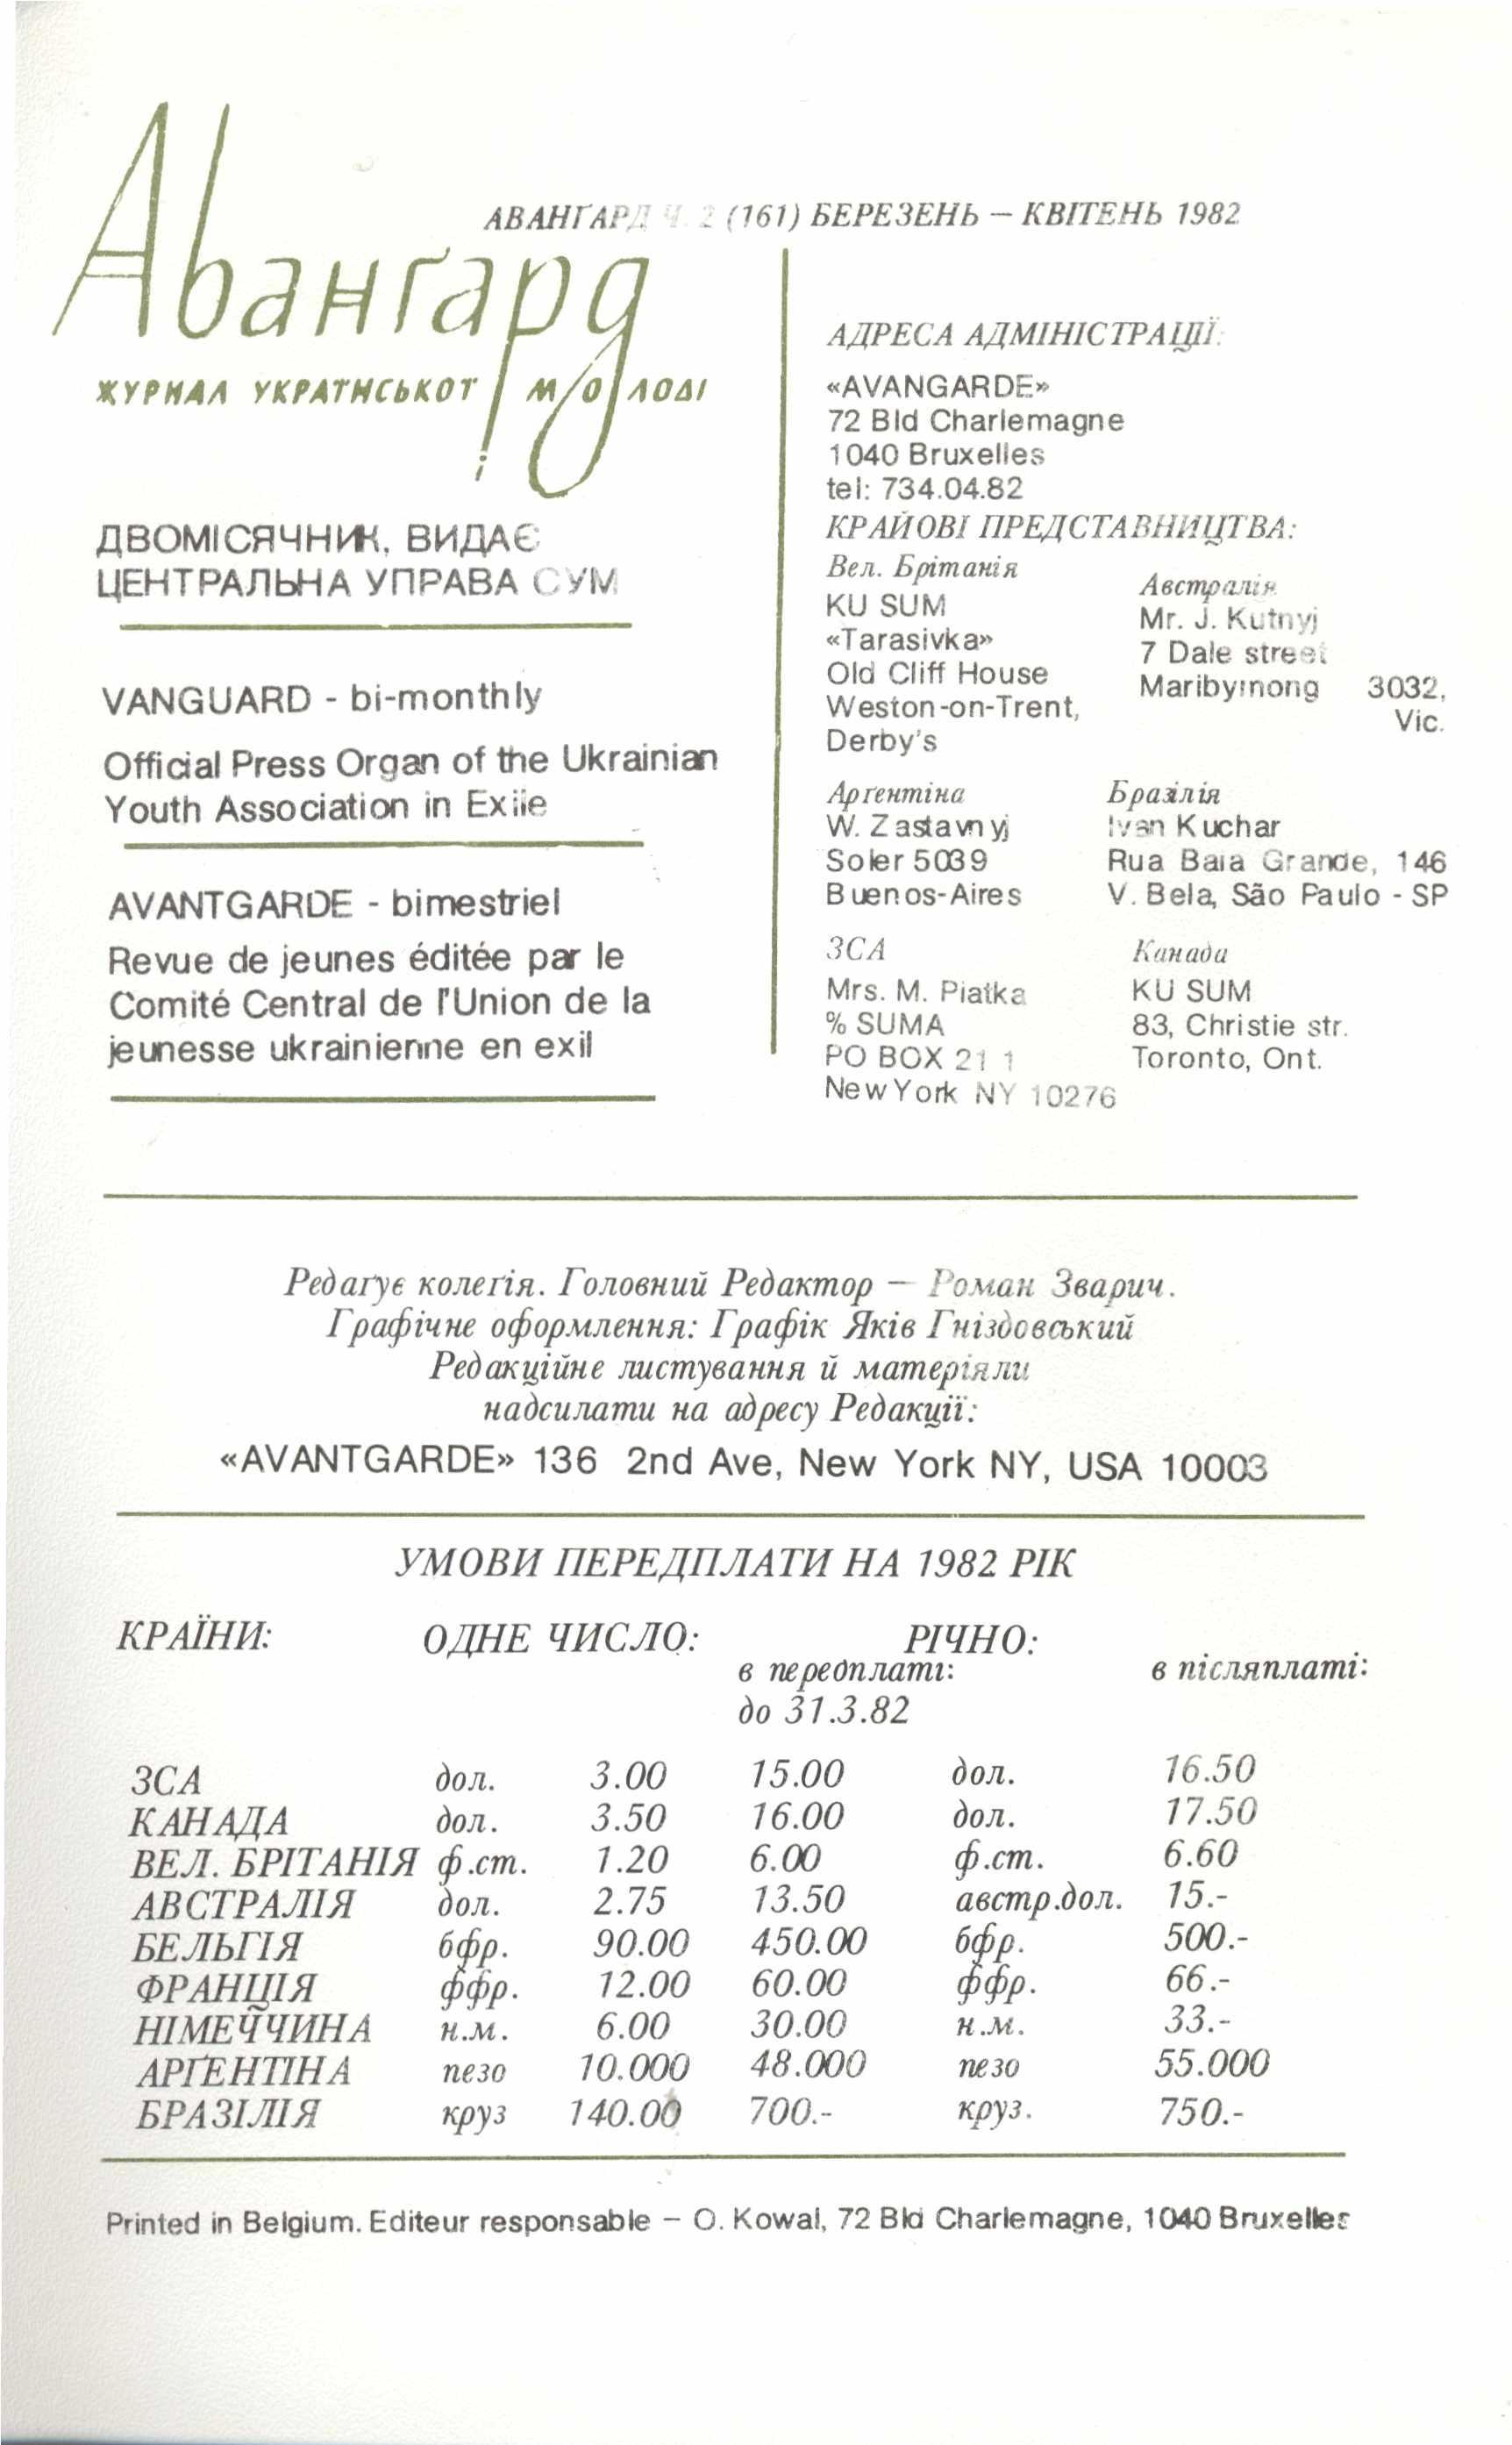 АВАНҐАРД Ч. 2 (161) БЕРЕЗЕНЬ – КВІТЕНЬ 1982
Авангард
ЖУРНАЛ УКРАЇНСЬКОЇ МОЛОДІ
ДВОМІСЯЧНИК, ВИДАЄ
ЦЕНТРАЛЬНА УПРАВА СУМ
VANGUARD - bi-monthly
Official Press Organ of the Ukrainian
Youth Association in Exile
AVANTGARDE - bimestriel
Revue de jeunes éditée par le
Comité Central de l'Union de la
jeunesse ukrainienne en exil
АДРЕСА АДМІНІСТРАЦІЇ:
«AVANGARDE»
72 Bld Charlemagne
1040 Bruxelles
tel: 734.04.82
КРАЙОВІ ПРЕДСТАВНИЦТВА:
Вел. Брітанія
KU SUM
«Tarasivka»
Old Cliff House
Weston-on-Trent,
Derby's
Австралія
Mr. J. Kutnyj
7 Dale street
Maribyrnong 3032,
Vic.
Арґентіна
W. Zastavnyj
Soler 5039
Buenos-Aires
Бразілія
Ivan Kuchar
Rua Baia Grande, 146
V. Bela, São Paulo - SP
ЗСА
Mrs. M. Piatka
% SUMA
PO BOX 21 1
New York NY 10276
Канада
KU SUM
83, Christie str.
Toronto, Ont.
Редаґує колеґія. Головний Редактор – Роман Зварич.
Графічне оформлення: Графік Яків Гніздовський
Редакційне листування й матеріяли
надсилати на адресу Редакції:
«AVANTGARDE» 136 2nd Ave, New York NY, USA 10003
УМОВИ ПЕРЕДПЛАТИ НА 1982 РІК
КРАЇНИ: ОДНЕ ЧИСЛО: РІЧНО:
в передплаті: в післяплаті:
до 31.3.82
ЗСА дол. 3.00 15.00 дол. 16.50
КАНАДА дол. 3.50 16.00 дол. 17.50
ВЕЛ. БРІТАНІЯ ф.ст. 1.20 6.00 ф.ст. 6.60
АВСТРАЛІЯ дол. 2.75 13.50 австр.дол. 15.-
БЕЛЬГІЯ бфр. 90.00 450.00 бфр. 500.-
ФРАНЦІЯ ффр. 12.00 60.00 ффр. 66.-
НІМЕЧЧИНА н.м. 6.00 30.00 н.м. 33.-
АРҐЕНТІНА пезо 10.000 48.000 пезо 55.000
БРАЗІЛІЯ круз 140.00 700.- круз. 750.-
Printed in Belgium. Editeur responsable – O. Kowal, 72 Bld Charlemagne, 1040 Bruxelles